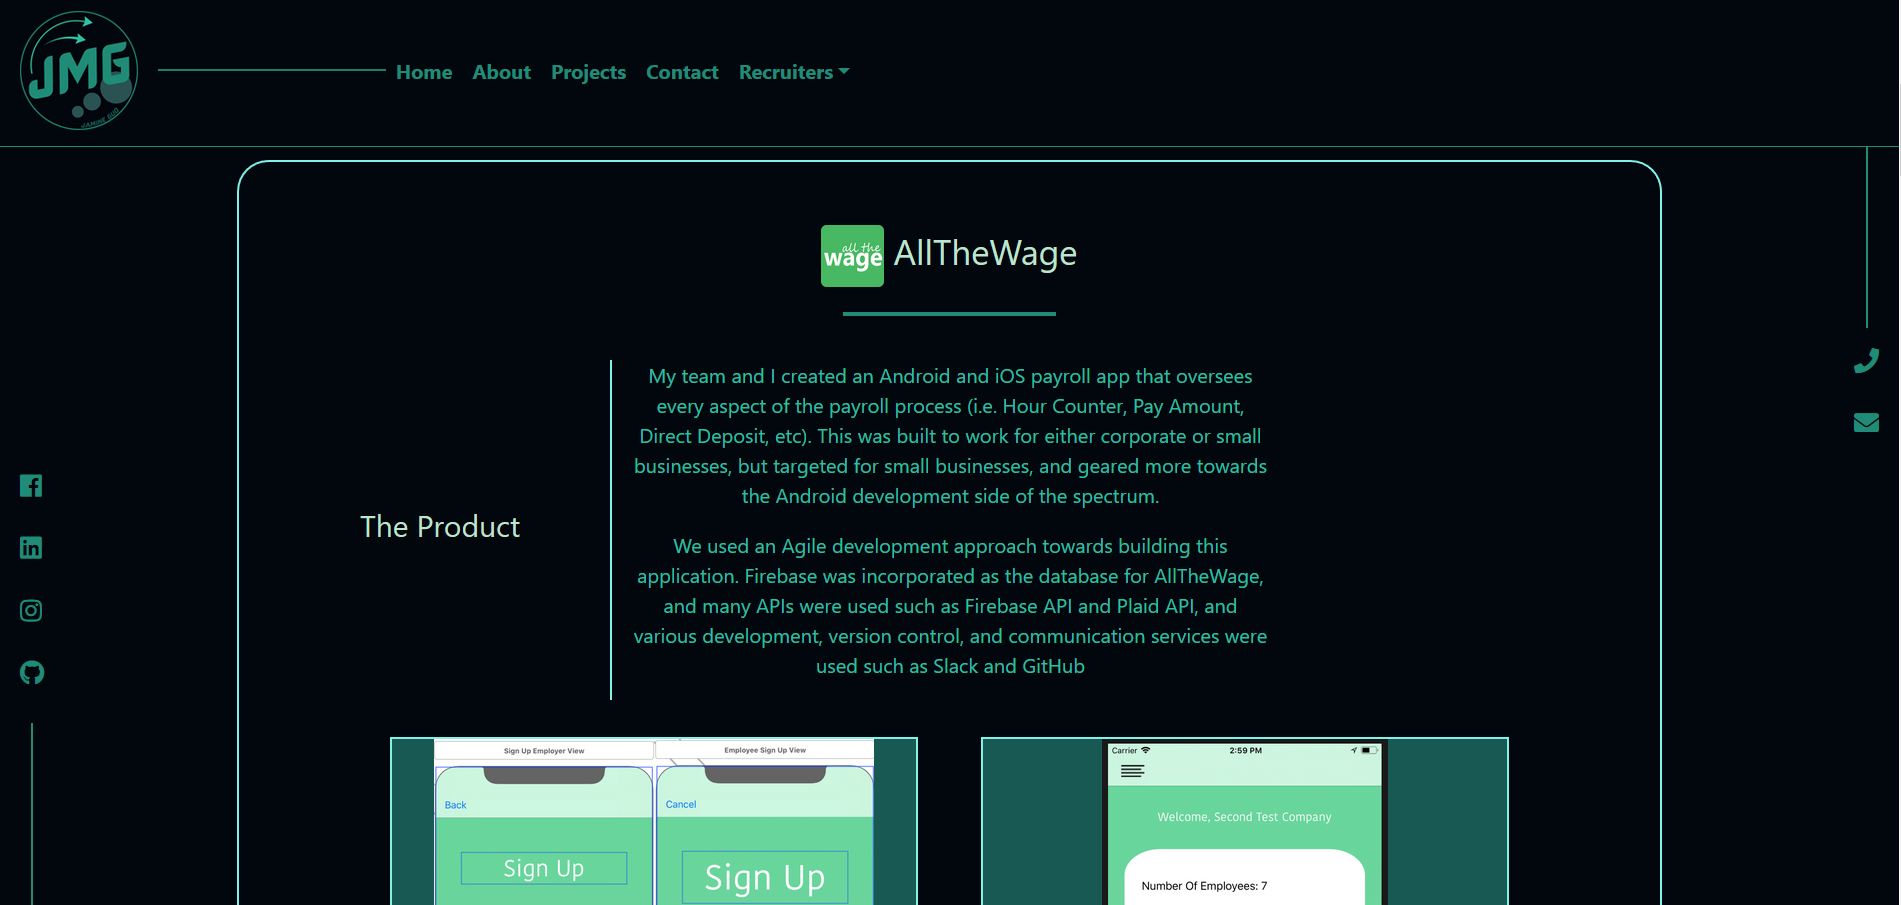 JMG
JAMINE GUO
Home About Projects Contact Recruiters
all the
wage
AllTheWage
My team and I created an Android and iOS payroll app that oversees
every aspect of the payroll process (i.e. Hour Counter, Pay Amount,
Direct Deposit, etc). This was built to work for either corporate or small
businesses, but targeted for small businesses, and geared more towards
the Android development side of the spectrum.
The Product
We used an Agile development approach towards building this
application. Firebase was incorporated as the database for AllTheWage,
and many APIs were used such as Firebase API and Plaid API, and
various development, version control, and communication services were
used such as Slack and GitHub
Sign Up Employer View
Back
Sign Up
Employee Sign Up View
Cancel
Sign Up
Carrier 2:59 PM
Welcome, Second Test Company
Number Of Employees: 7